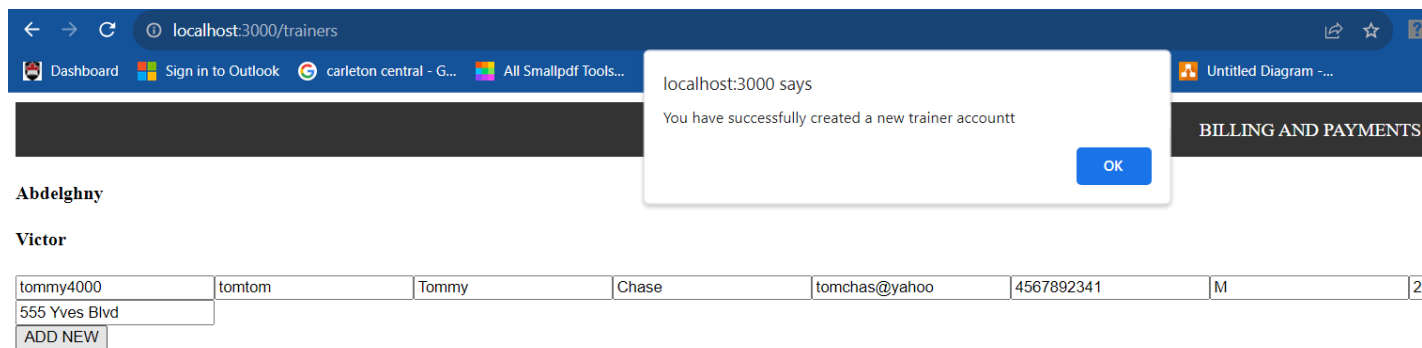 localhost:3000/trainers
Dashboard Sign in to Outlook carleton central - G... All Smallpdf Tools... Untitled Diagram -...
localhost:3000 says
You have successfully created a new trainer accountt
OK
BILLING AND PAYMENTS
Abdelghny
Victor
tommy4000 tomtom Tommy Chase tomchas@yahoo 4567892341 M 2
555 Yves Blvd
ADD NEW